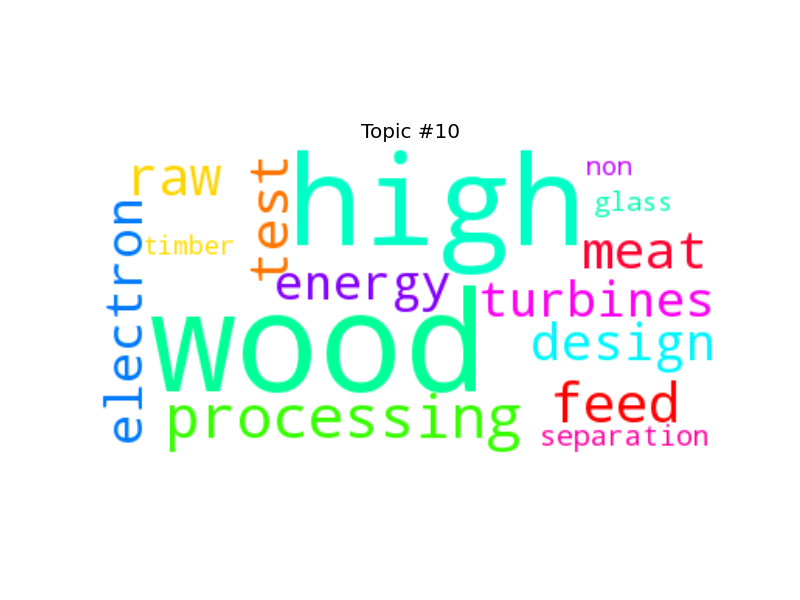 Topic #10
raw
test
high
non
glass
electron
timber
meat
energy
turbines
wood
design
processing
feed
separation